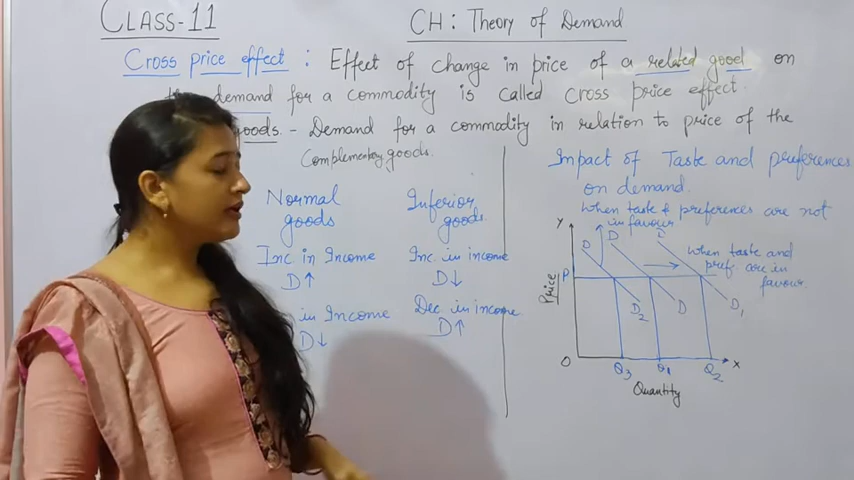 CLASS-11
CH: Theory of Demand
Cross price effect : Effect of change in price of a related good on
the demand for a commodity is called cross price effect.
goods. - Demand for a commodity in relation to price of the
Complementary goods.
Normal
goods
Inc in Income
D↑
in Income
D↓
Inferior
goods.
Inc. in income
D↓
Dec in income
D↑
Impact of Taste and preferences
on demand.
When taste & preferences are not
in favour
When taste and
pref. are in
favour
Y
D
D
D
P
Price
D2
D
D1
O
Q3
Q1
Q2
X
Quantity